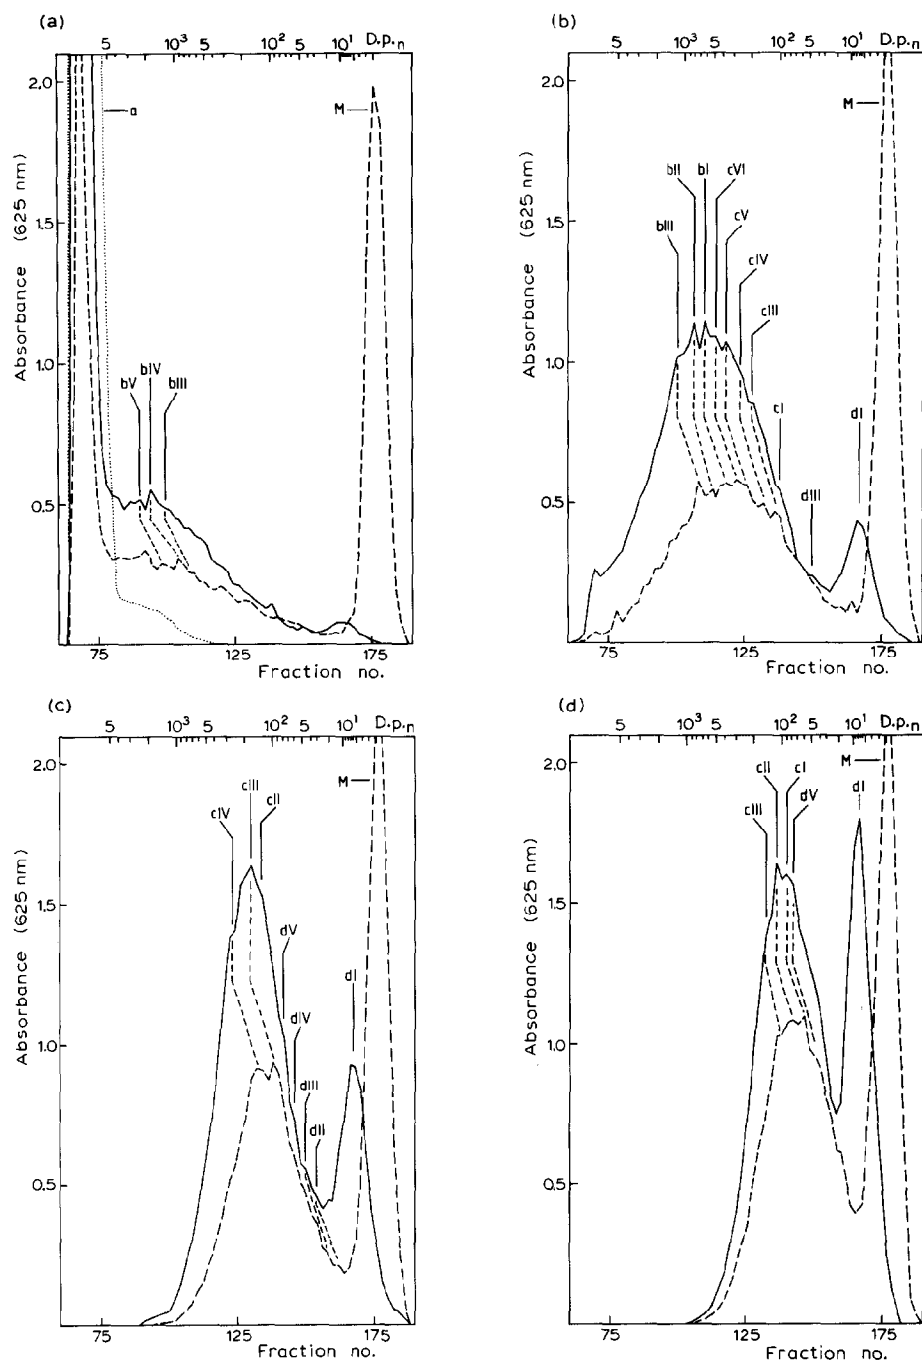 (a)
5 10³ 5 10² 5 10¹ D.p.n
2.0
a
M
1.5
Absorbance (625 nm)
1.0
bV bIV bIII
0.5
75 125 175
Fraction no.
(b)
5 10³ 5 10² 5 10¹ D.p.n
2.0
M
1.5
Absorbance (625 nm)
bII bI cVI
bIII cV
cIV
cIII
1.0
cI dI
dIII
0.5
75 125 175
Fraction no.
(c)
5 10³ 5 10² 5 10¹ D.p.n
2.0
M
cIII
cIV cII
1.5
Absorbance (625 nm)
dV
dI
dIV
1.0
dIII
dII
0.5
125 175
Fraction no.
(d)
5 10³ 5 10² 5 10¹ D.p.n
2.0
M
cII cI
cIII dV dI
1.5
Absorbance (625 nm)
1.0
0.5
125 175
Fraction no.